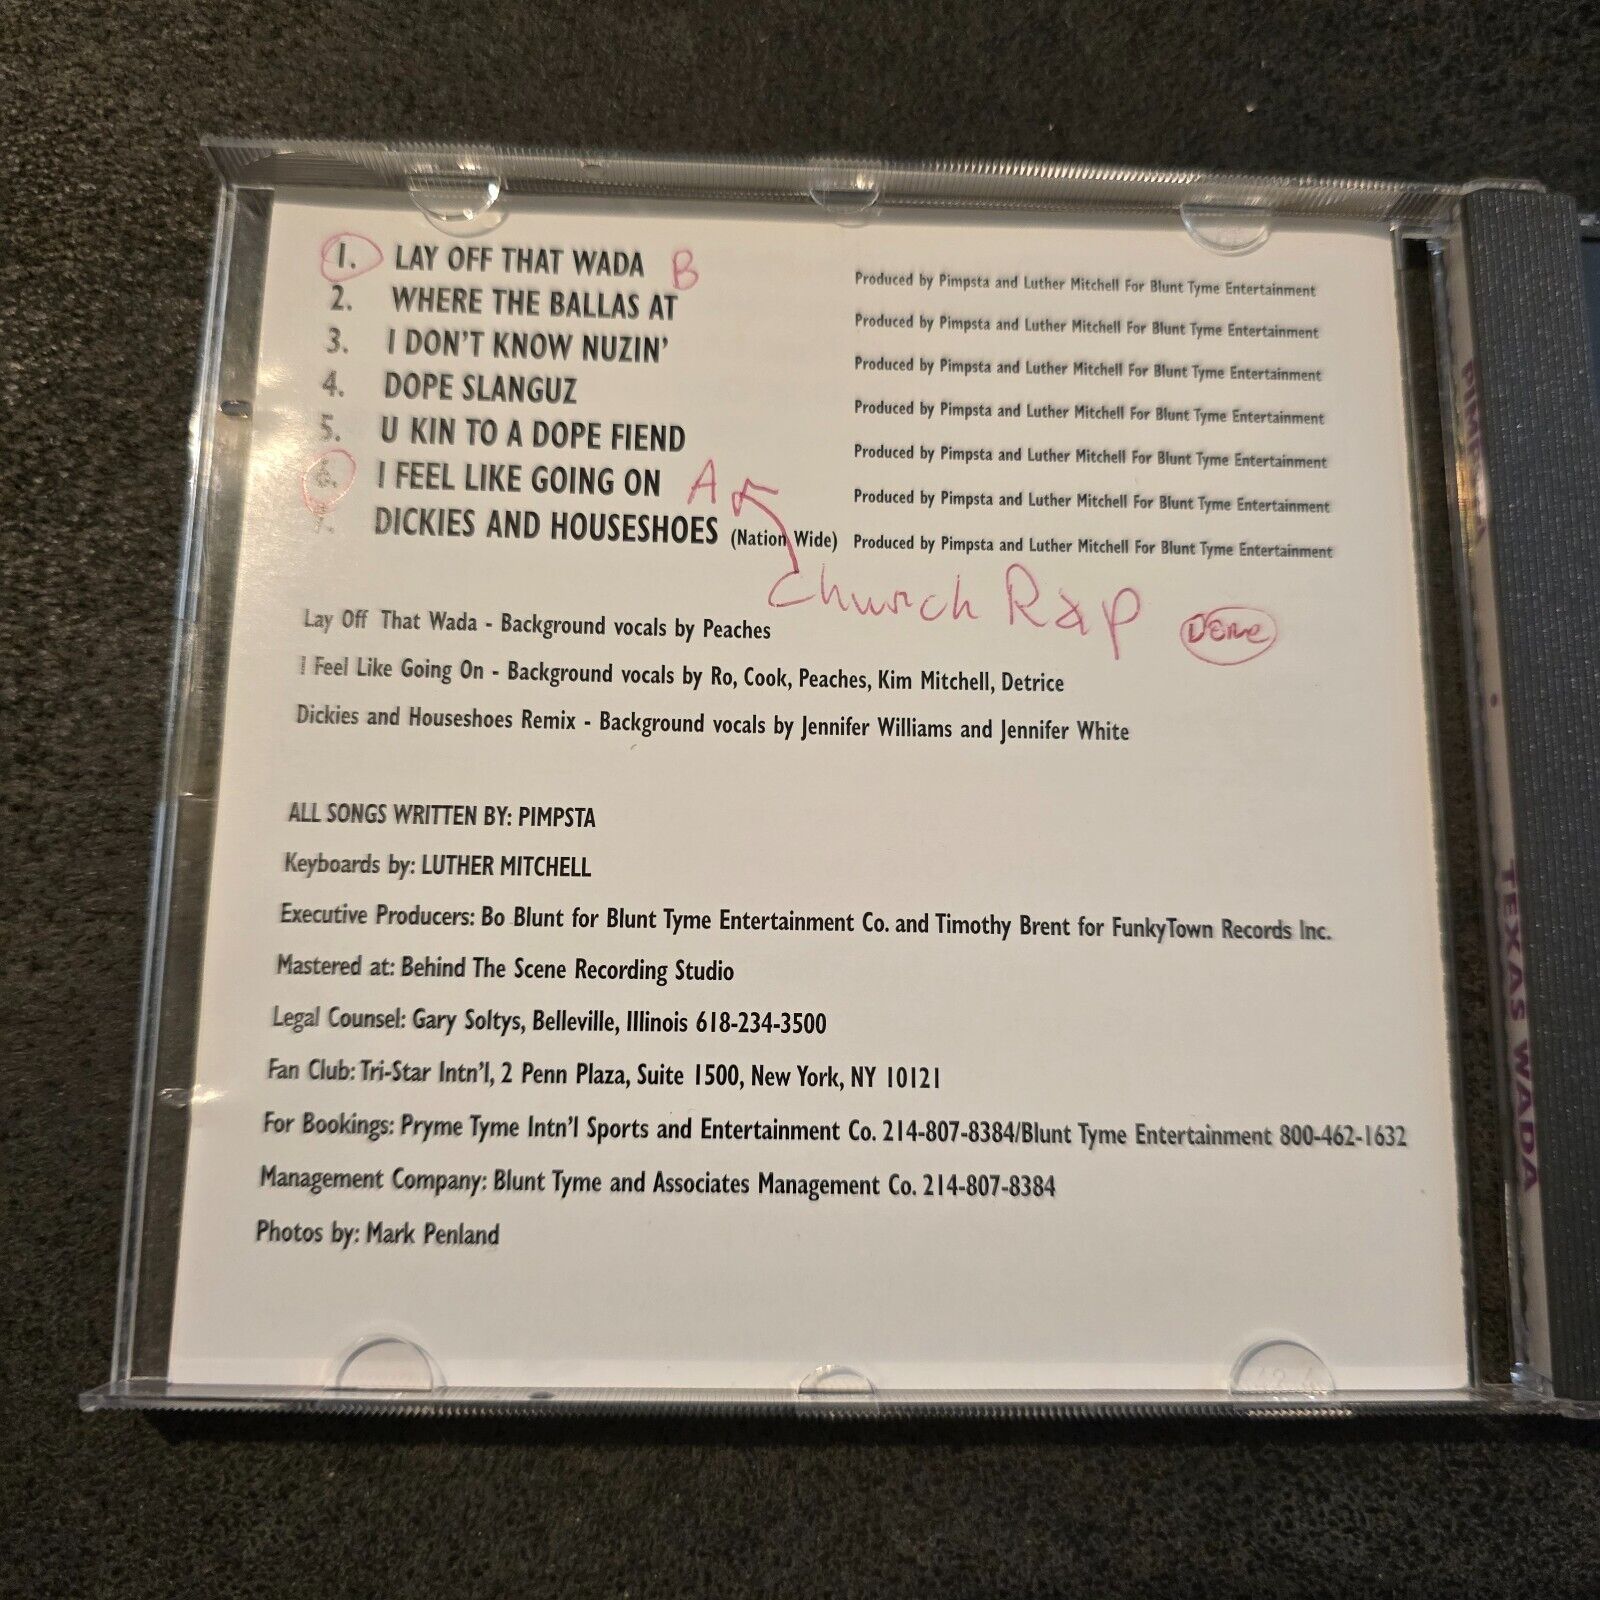 1. LAY OFF THAT WADA B Produced by Pimpsta and Luther Mitchell For Blunt Tyme Entertainment
2. WHERE THE BALLAS AT Produced by Pimpsta and Luther Mitchell For Blunt Tyme Entertainment
3. I DON'T KNOW NUZIN' Produced by Pimpsta and Luther Mitchell For Blunt Tyme Entertainment
4. DOPE SLANGUZ Produced by Pimpsta and Luther Mitchell For Blunt Tyme Entertainment
5. U KIN TO A DOPE FIEND Produced by Pimpsta and Luther Mitchell For Blunt Tyme Entertainment
6. I FEEL LIKE GOING ON A Produced by Pimpsta and Luther Mitchell For Blunt Tyme Entertainment
7. DICKIES AND HOUSESHOES (Nation Wide) Produced by Pimpsta and Luther Mitchell For Blunt Tyme Entertainment
Church Rap
Lay Off That Wada - Background vocals by Peaches
I Feel Like Going On - Background vocals by Ro, Cook, Peaches, Kim Mitchell, Detrice
Dickies and Houseshoes Remix - Background vocals by Jennifer Williams and Jennifer White
ALL SONGS WRITTEN BY: PIMPSTA
Keyboards by: LUTHER MITCHELL
Executive Producers: Bo Blunt for Blunt Tyme Entertainment Co. and Timothy Brent for FunkyTown Records Inc.
Mastered at: Behind The Scene Recording Studio
Legal Counsel: Gary Soltys, Belleville, Illinois 618-234-3500
Fan Club: Tri-Star Intn'l, 2 Penn Plaza, Suite 1500, New York, NY 10121
For Bookings: Pryme Tyme Intn'l Sports and Entertainment Co. 214-807-8384/Blunt Tyme Entertainment 800-462-1632
Management Company: Blunt Tyme and Associates Management Co. 214-807-8384
Photos by: Mark Penland
PIMPSTA
TEXAS WADA